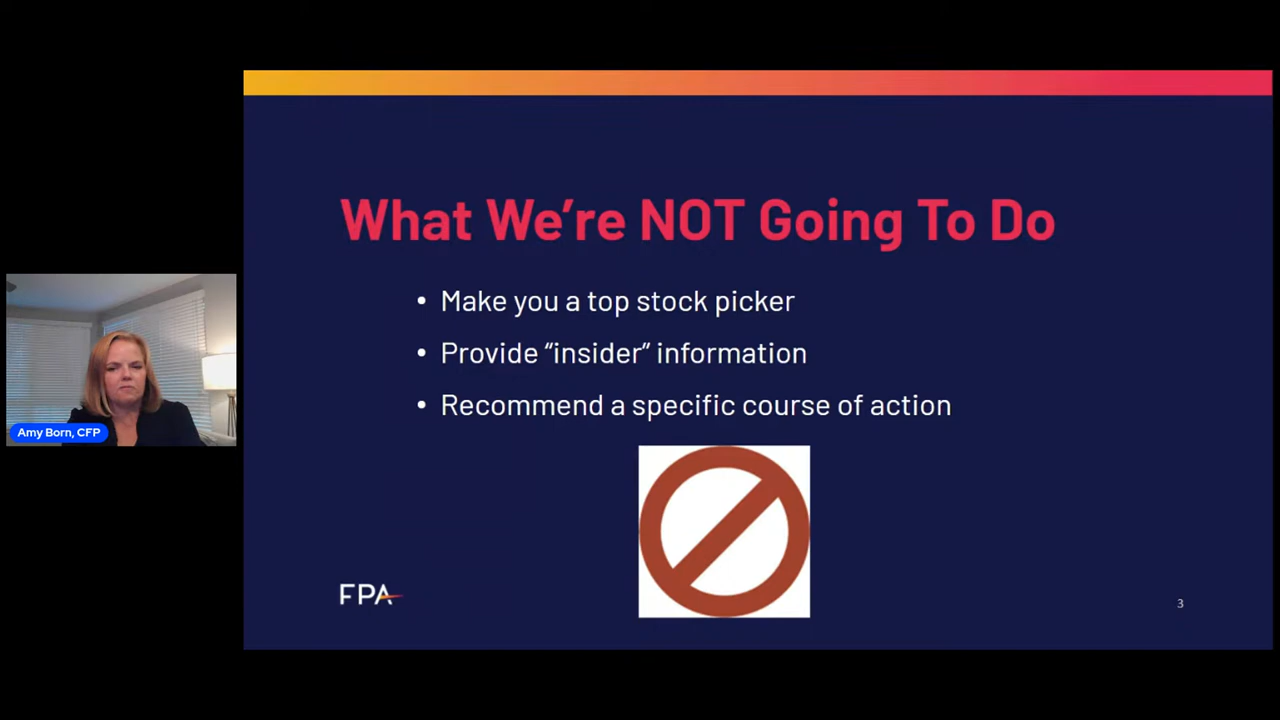 What We’re NOT Going To Do
• Make you a top stock picker
• Provide “insider” information
• Recommend a specific course of action
Amy Born, CFP
FPA
3